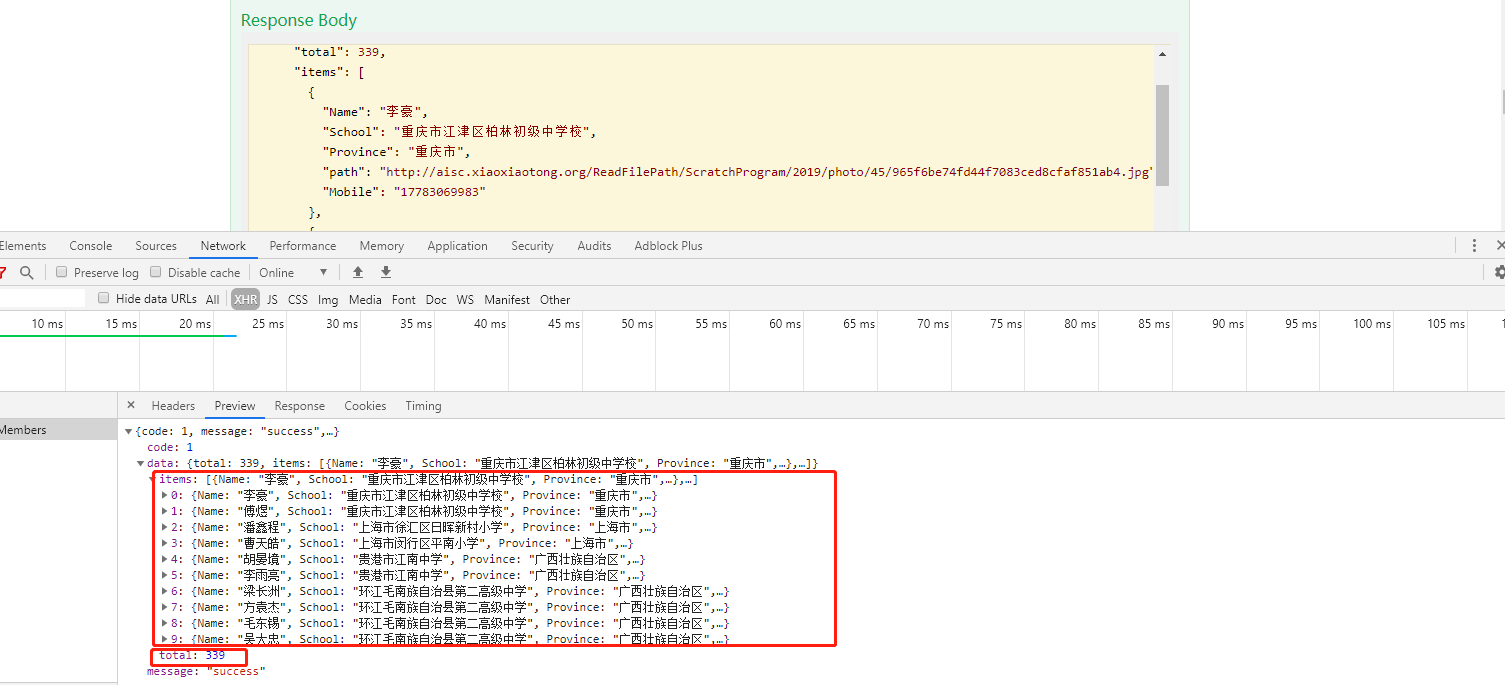 Response Body
"total": 339,
"items": [
{
"Name": "李豪",
"School": "重庆市江津区柏林初级中学校",
"Province": "重庆市",
"path": "http://aisc.xiaoxiaotong.org/ReadFilePath/ScratchProgram/2019/photo/45/965f6be74fd44f7083ced8cfaf851ab4.jpg"
"Mobile": "17783069983"
},
{
Elements Console Sources Network Performance Memory Application Security Audits Adblock Plus
Preserve log Disable cache Online
Hide data URLs All XHR JS CSS Img Media Font Doc WS Manifest Other
10 ms 15 ms 20 ms 25 ms 30 ms 35 ms 40 ms 45 ms 50 ms 55 ms 60 ms 65 ms 70 ms 75 ms 80 ms 85 ms 90 ms 95 ms 100 ms 105 ms
Headers Preview Response Cookies Timing
Members
{code: 1, message: "success",…}
code: 1
data: {total: 339, items: [{Name: "李豪", School: "重庆市江津区柏林初级中学校", Province: "重庆市",…},…]}
items: [{Name: "李豪", School: "重庆市江津区柏林初级中学校", Province: "重庆市",…},…]
0: {Name: "李豪", School: "重庆市江津区柏林初级中学校", Province: "重庆市",…}
1: {Name: "傅煜", School: "重庆市江津区柏林初级中学校", Province: "重庆市",…}
2: {Name: "潘鑫程", School: "上海市徐汇区日晖新村小学", Province: "上海市",…}
3: {Name: "曹天皓", School: "上海市闵行区平南小学", Province: "上海市",…}
4: {Name: "胡晏境", School: "贵港市江南中学", Province: "广西壮族自治区",…}
5: {Name: "李雨亮", School: "贵港市江南中学", Province: "广西壮族自治区",…}
6: {Name: "梁长洲", School: "环江毛南族自治县第二高级中学", Province: "广西壮族自治区",…}
7: {Name: "方袁杰", School: "环江毛南族自治县第二高级中学", Province: "广西壮族自治区",…}
8: {Name: "毛东锡", School: "环江毛南族自治县第二高级中学", Province: "广西壮族自治区",…}
9: {Name: "吴大忠", School: "环江毛南族自治县第二高级中学", Province: "广西壮族自治区",…}
total: 339
message: "success"